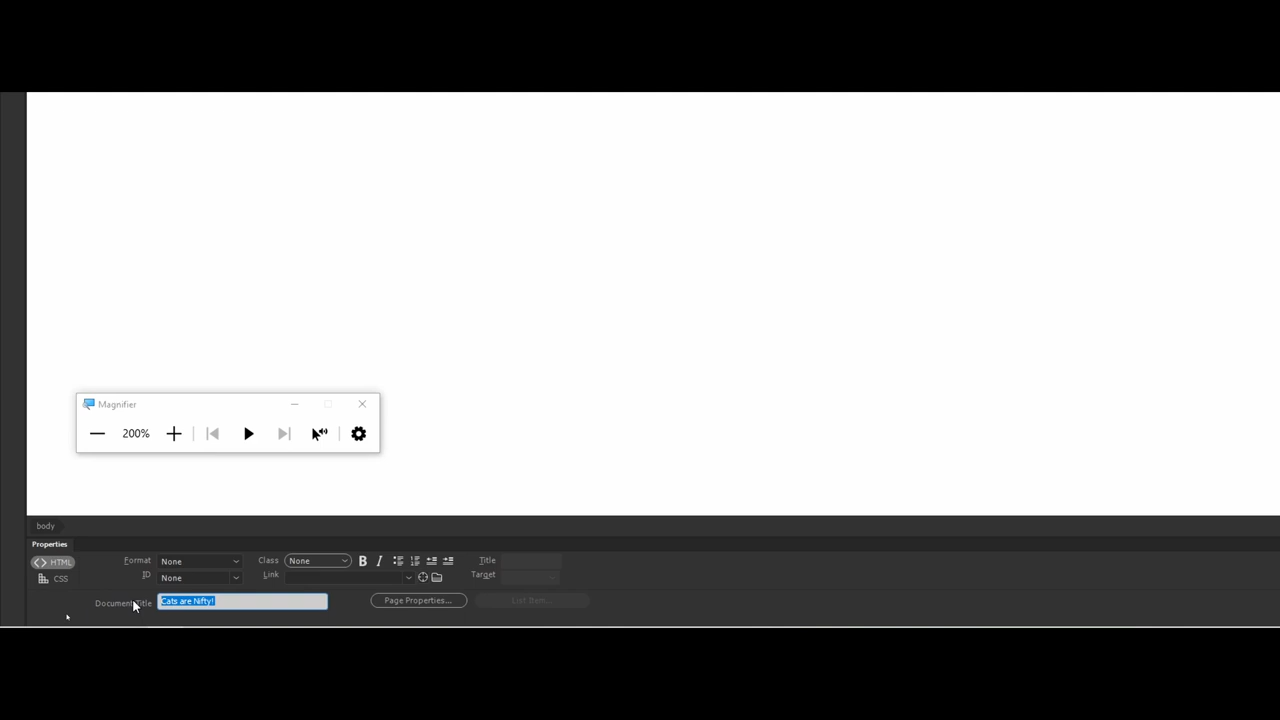 Magnifier
200%
body
Properties
HTML Format None Class None B I Title
CSS ID None Link Target
Document Title Cats are Nifty! Page Properties... List Item...